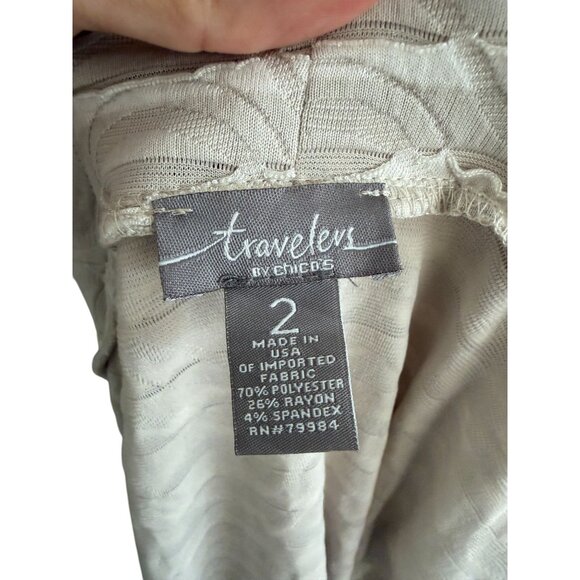 travelers
BY chico's
2
MADE IN
USA
OF IMPORTED
FABRIC
70% POLYESTER
26% RAYON
4% SPANDEX
RN#79984